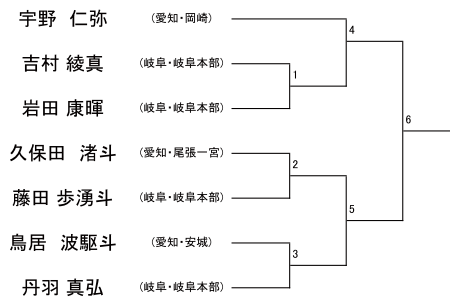 宇野 仁弥 (愛知・岡崎)
4
吉村 綾真 (岐阜・岐阜本部)
1
岩田 康暉 (岐阜・岐阜本部)
6
久保田 渚斗 (愛知・尾張一宮)
2
藤田 歩湧斗 (岐阜・岐阜本部)
5
鳥居 波駆斗 (愛知・安城)
3
丹羽 真弘 (岐阜・岐阜本部)